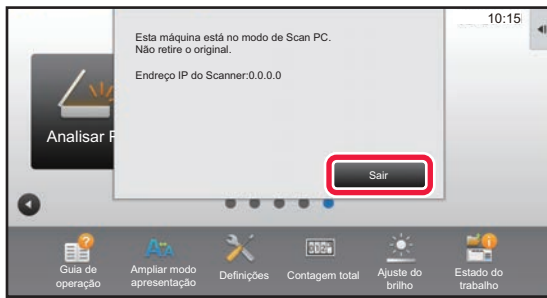 10:15
Esta máquina está no modo de Scan PC.
Não retire o original.
Endreço IP do Scanner:0.0.0.0
Analisar
Sair
Guia de
operação
Ampliar modo
apresentação
Definições
Contagem total
Ajuste do
brilho
Estado do
trabalho